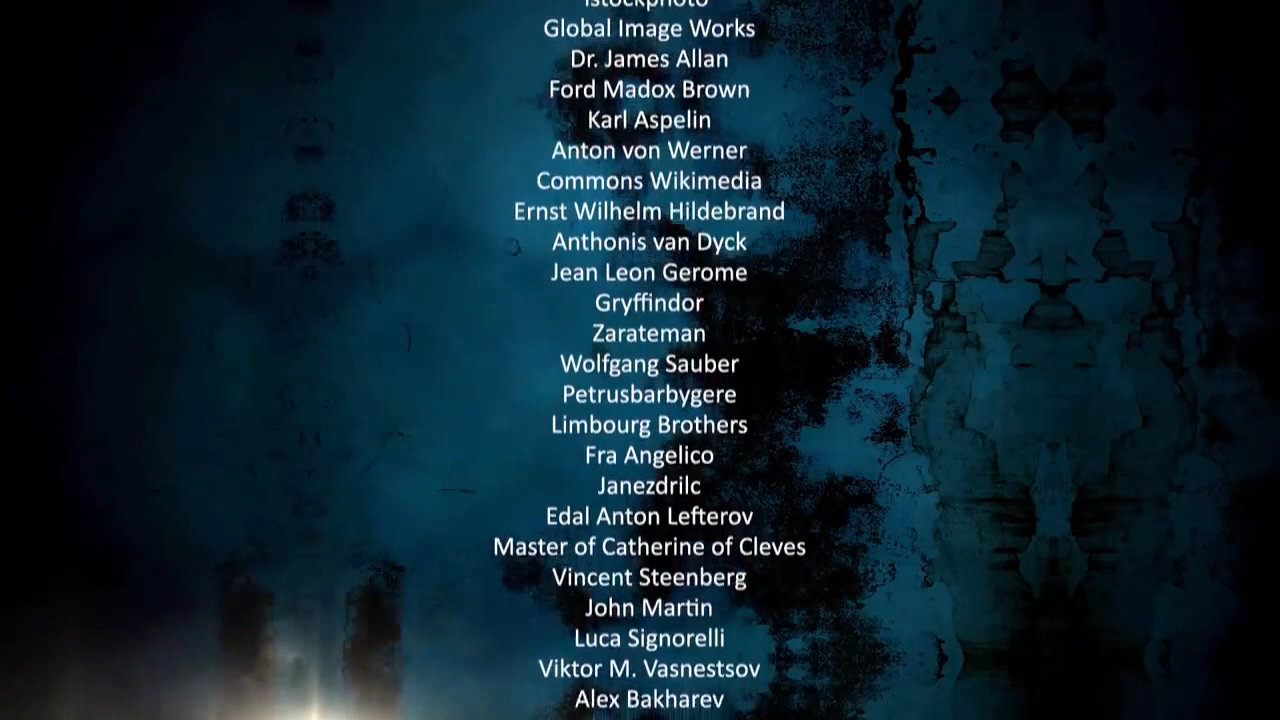 istockphoto
Global Image Works
Dr. James Allan
Ford Madox Brown
Karl Aspelin
Anton von Werner
Commons Wikimedia
Ernst Wilhelm Hildebrand
Anthonis van Dyck
Jean Leon Gerome
Gryffindor
Zarateman
Wolfgang Sauber
Petrusbarbygere
Limbourg Brothers
Fra Angelico
Janezdrilc
Edal Anton Lefterov
Master of Catherine of Cleves
Vincent Steenberg
John Martin
Luca Signorelli
Viktor M. Vasnestsov
Alex Bakharev